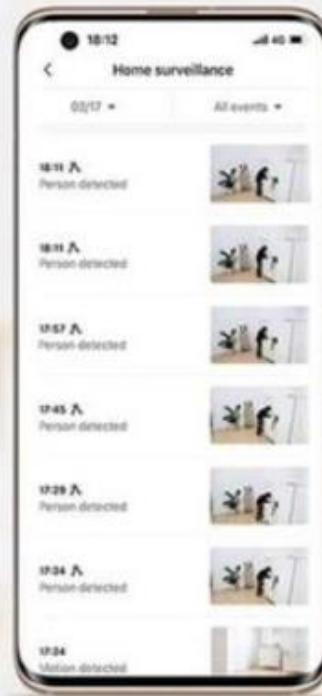 18:12
4G
Home surveillance
03/17
All events
18:11
Person detected
18:11
Person detected
17:57
Person detected
17:45
Person detected
17:29
Person detected
17:24
Person detected
17:24
Motion detected